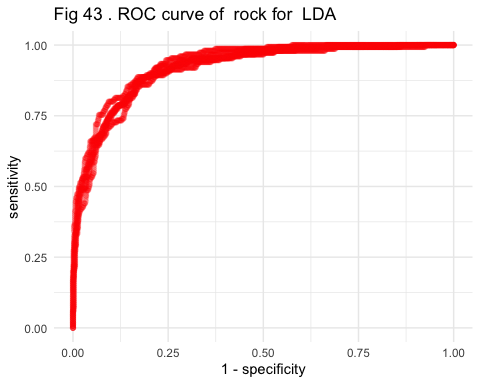 Fig 43 . ROC curve of  rock for  LDA
1.00
0.75
0.50
0.25
0.00
sensitivity
0.00 0.25 0.50 0.75 1.00
1 - specificity